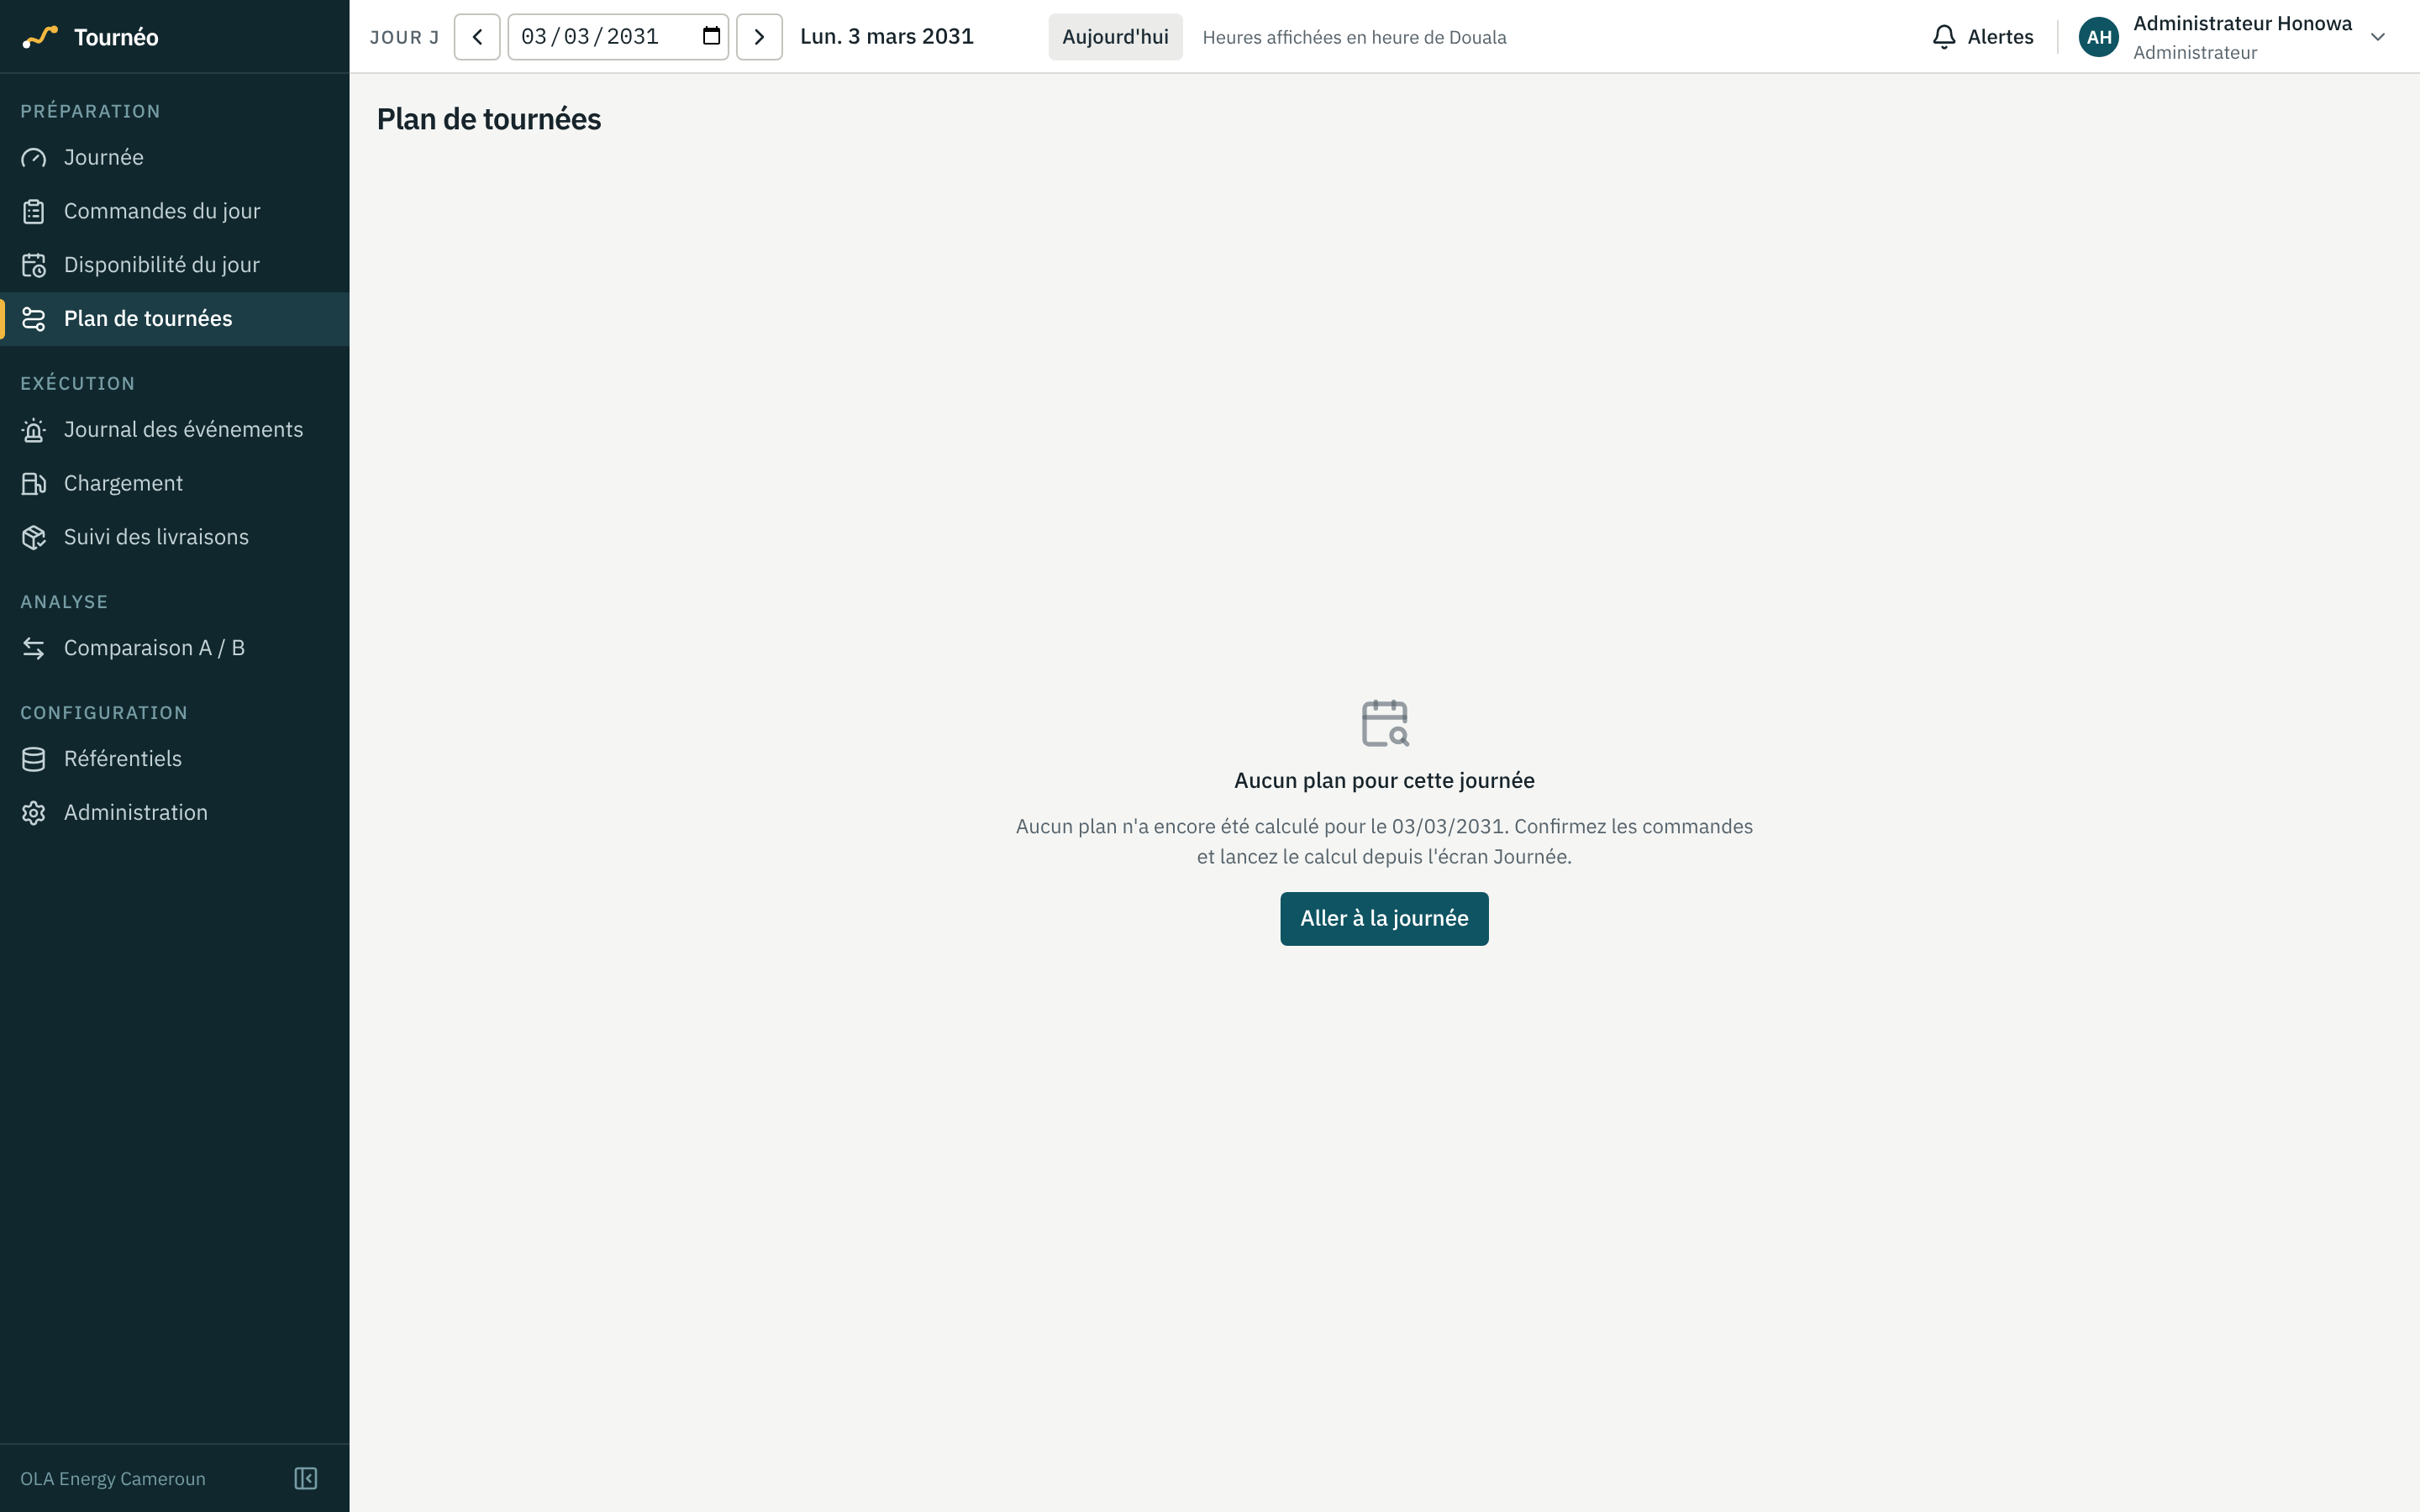 Tournéo
JOUR J
03/03/2031
Lun. 3 mars 2031
Aujourd'hui
Heures affichées en heure de Douala
Alertes
AH
Administrateur Honowa
Administrateur
PRÉPARATION
Journée
Commandes du jour
Disponibilité du jour
Plan de tournées
EXÉCUTION
Journal des événements
Chargement
Suivi des livraisons
ANALYSE
Comparaison A / B
CONFIGURATION
Référentiels
Administration
OLA Energy Cameroun
Plan de tournées
Aucun plan pour cette journée
Aucun plan n'a encore été calculé pour le 03/03/2031. Confirmez les commandes
et lancez le calcul depuis l'écran Journée.
Aller à la journée